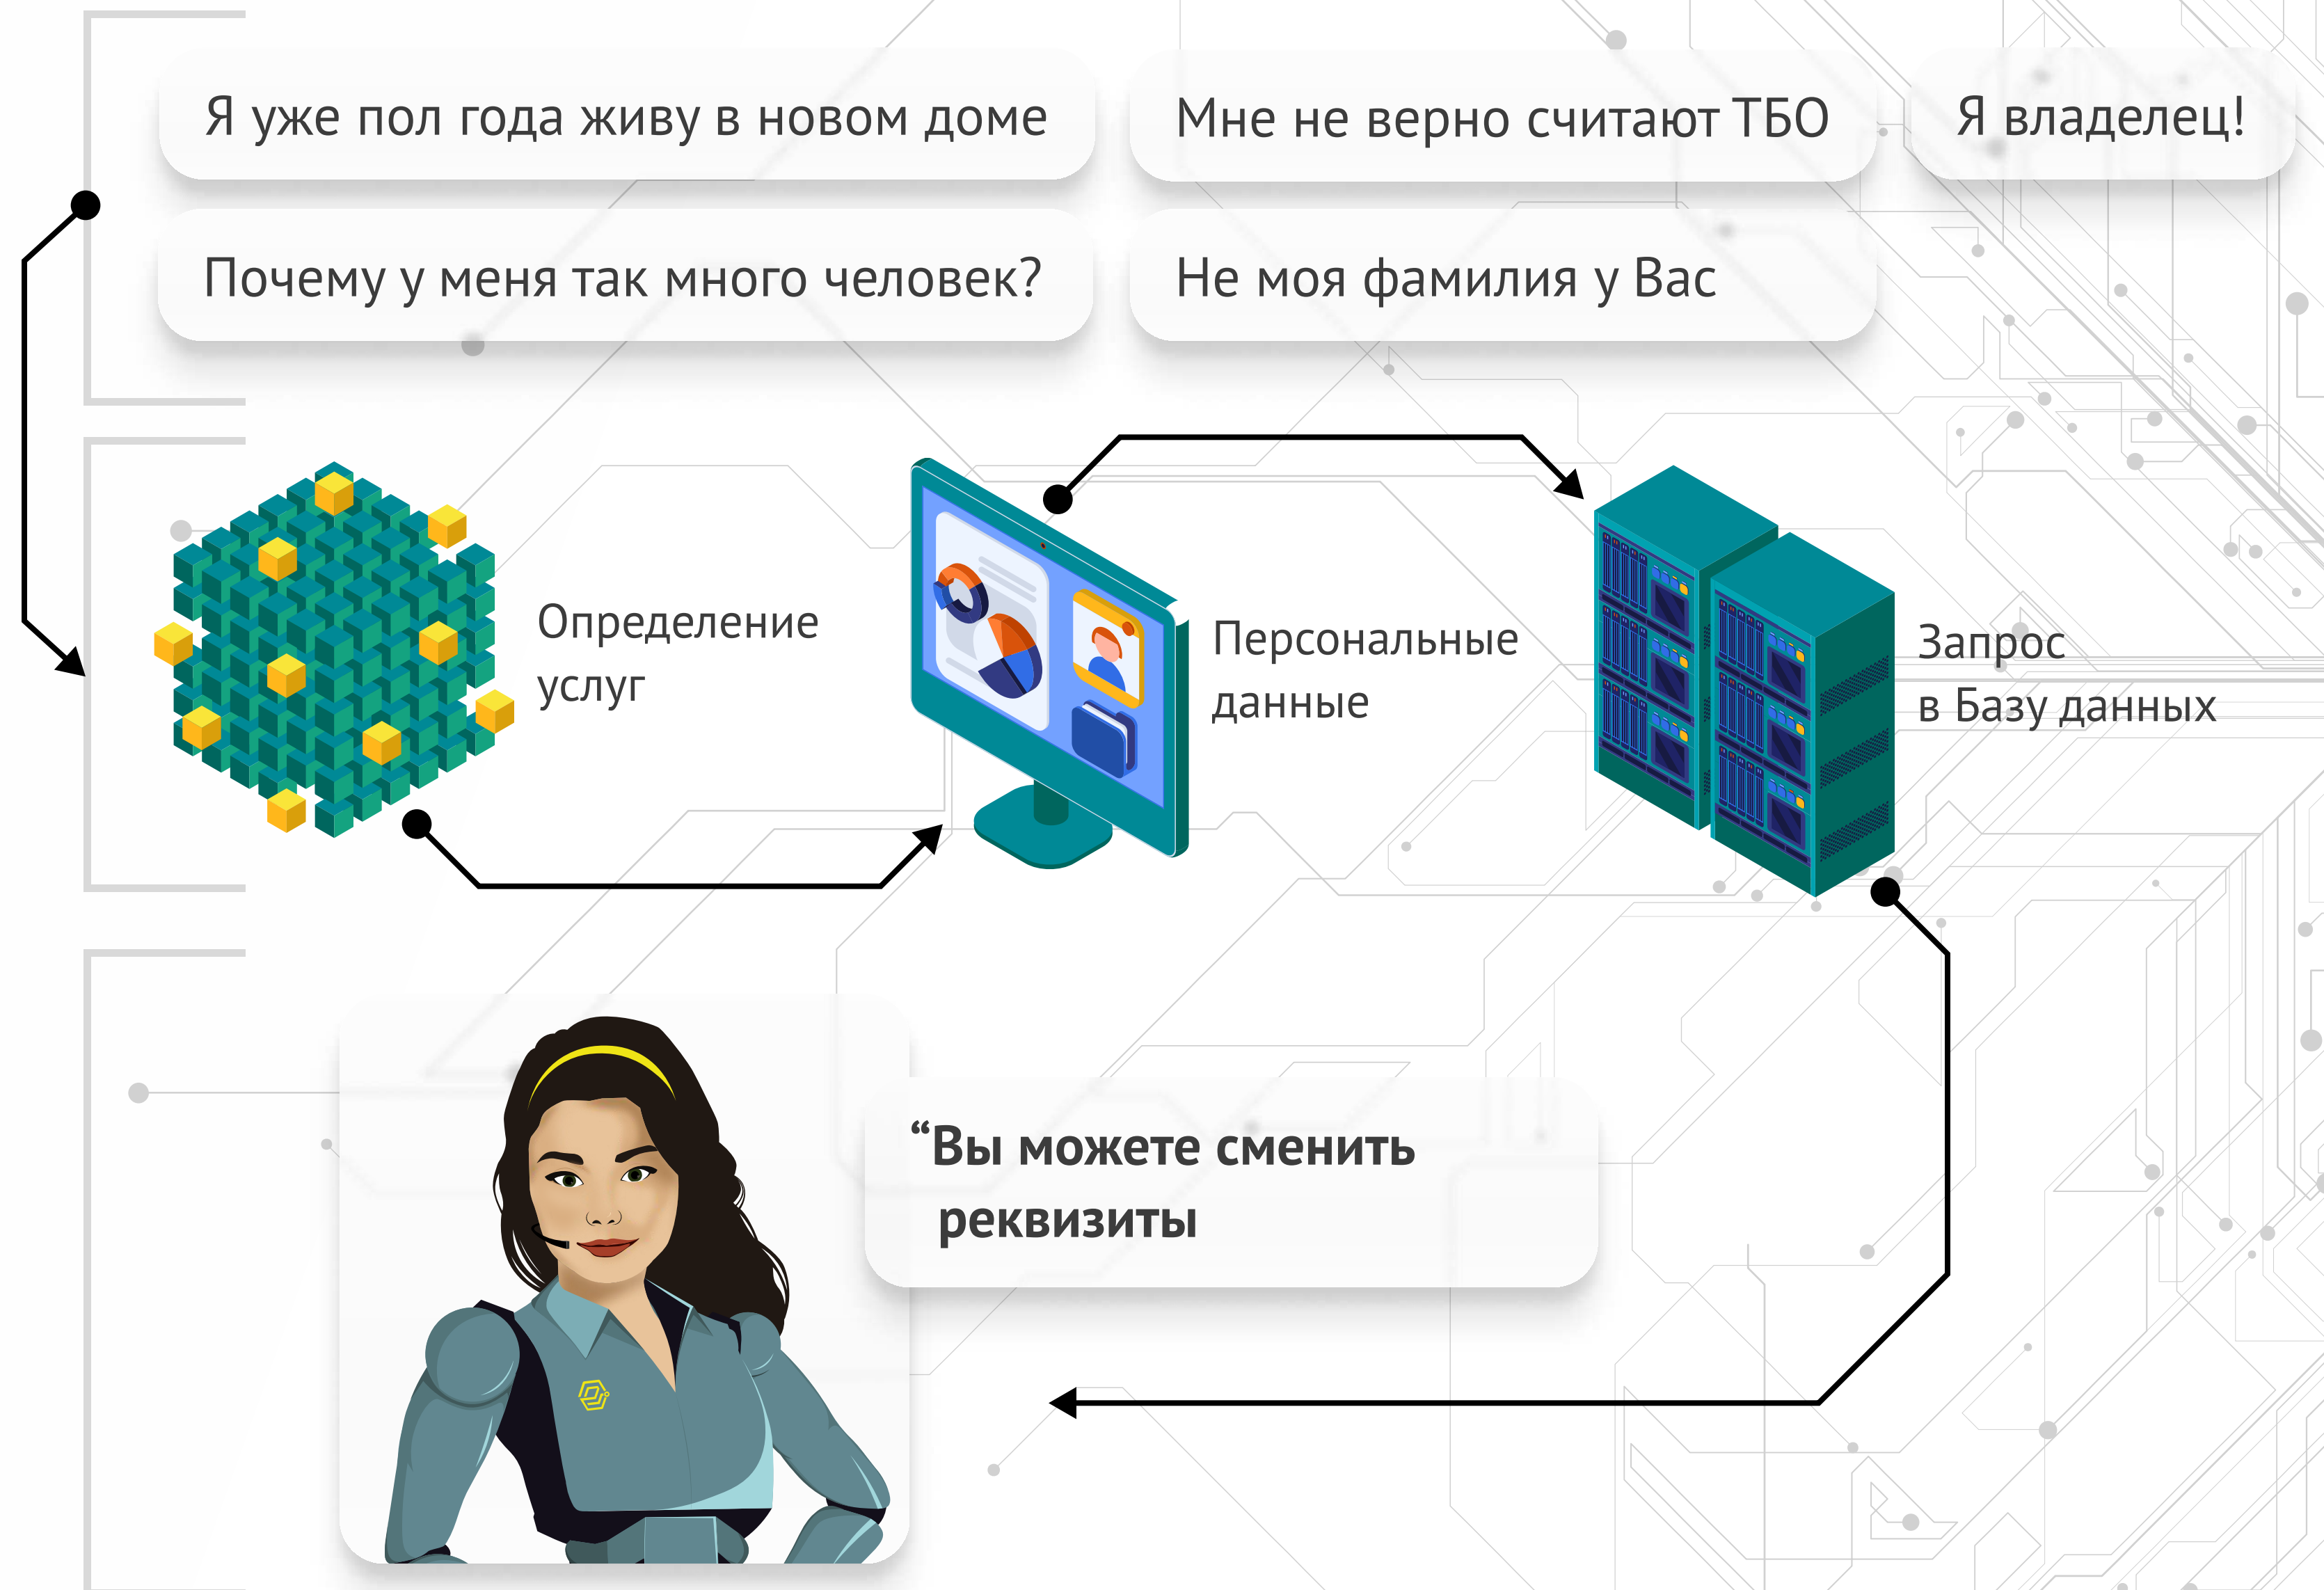 Я уже пол года живу в новом доме
Мне не верно считают ТБО
Я владелец!
Почему у меня так много человек?
Не моя фамилия у Вас
Определение
услуг
Персональные
данные
Запрос
в Базу данных
“Вы можете сменить
реквизиты